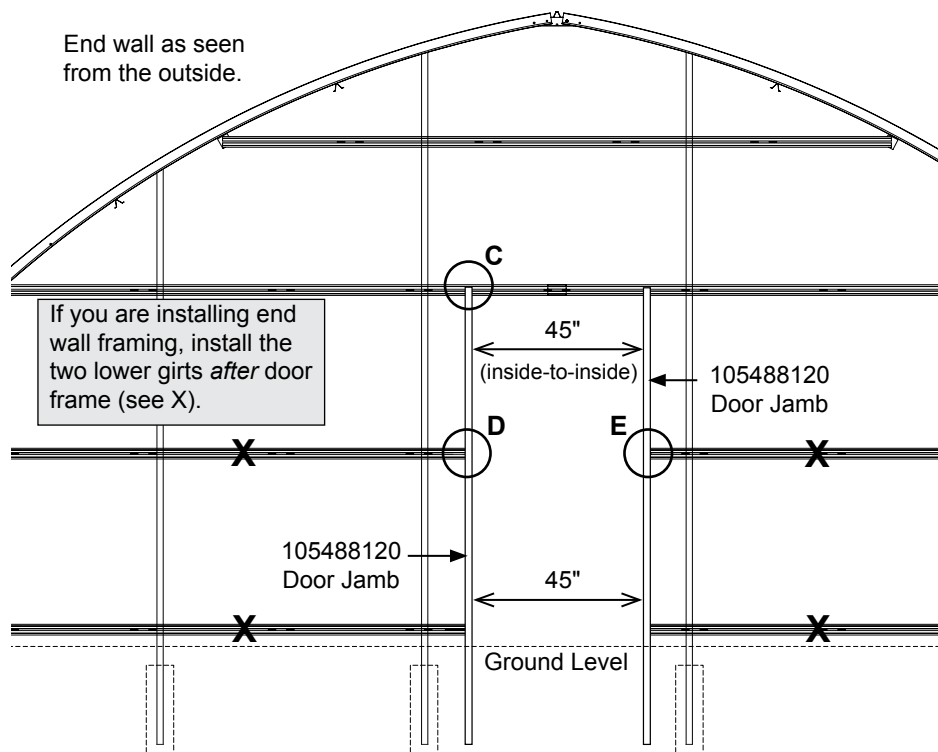 End wall as seen
from the outside.
C
If you are installing end
wall framing, install the
two lower girts after door
frame (see X).
45"
(inside-to-inside)
105488120
Door Jamb
D
E
X
X
105488120
Door Jamb
45"
X
X
Ground Level